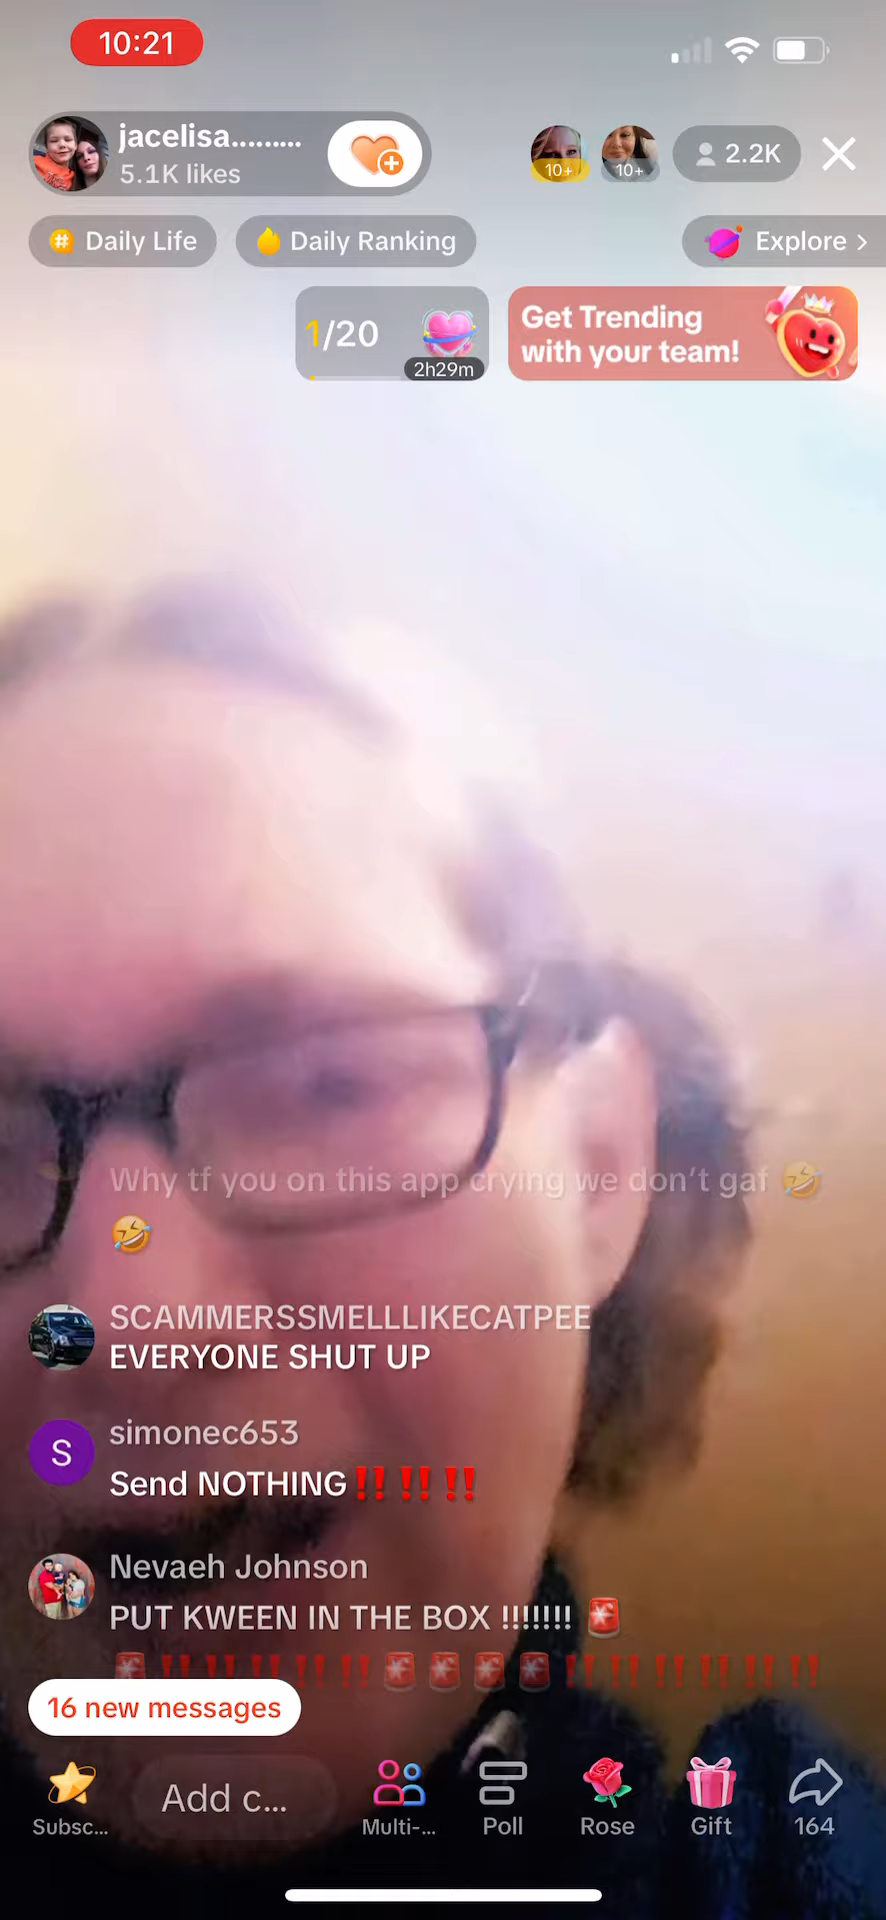 10:21
jacelisa.........
5.1K likes
10+
10+
2.2K
Daily Life
Daily Ranking
Explore >
1/20
2h29m
Get Trending
with your team!
Why tf you on this app crying we don't gaf 🤣
🤣
SCAMMERSSMELLLIKECATPEE
EVERYONE SHUT UP
S
simonec653
Send NOTHING‼️‼️‼️
Nevaeh Johnson
PUT KWEEN IN THE BOX !!!!!!! 🚨
🚨‼️‼️‼️‼️‼️🚨🚨🚨🚨‼️‼️‼️‼️‼️‼️
16 new messages
Add c...
Subsc...
Multi-...
Poll
Rose
Gift
164